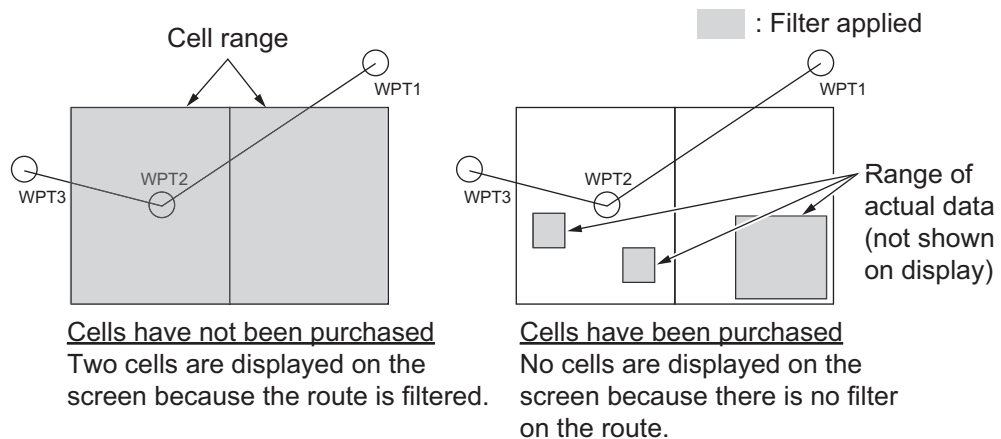 : Filter applied
Cell range
WPT1
WPT2
WPT3
WPT1
WPT2
WPT3
Range of
actual data
(not shown
on display)
Cells have not been purchased
Two cells are displayed on the
screen because the route is filtered.
Cells have been purchased
No cells are displayed on the
screen because there is no filter
on the route.